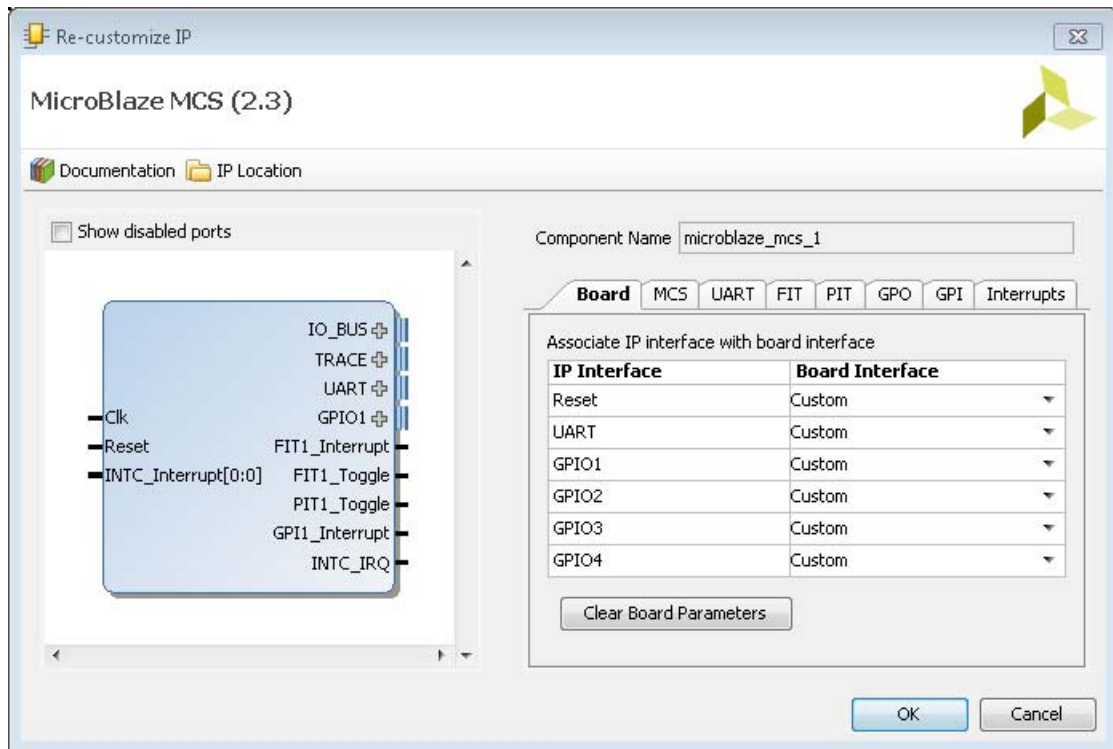 Re-customize IP
MicroBlaze MCS (2.3)
Documentation IP Location
Show disabled ports
IO_BUS
TRACE
UART
Clk GPIO1
Reset FIT1_Interrupt
INTC_Interrupt[0:0] FIT1_Toggle
PIT1_Toggle
GPI1_Interrupt
INTC_IRQ
Component Name microblaze_mcs_1
Board MCS UART FIT PIT GPO GPI Interrupts
Associate IP interface with board interface
IP Interface Board Interface
Reset Custom
UART Custom
GPIO1 Custom
GPIO2 Custom
GPIO3 Custom
GPIO4 Custom
Clear Board Parameters
OK Cancel